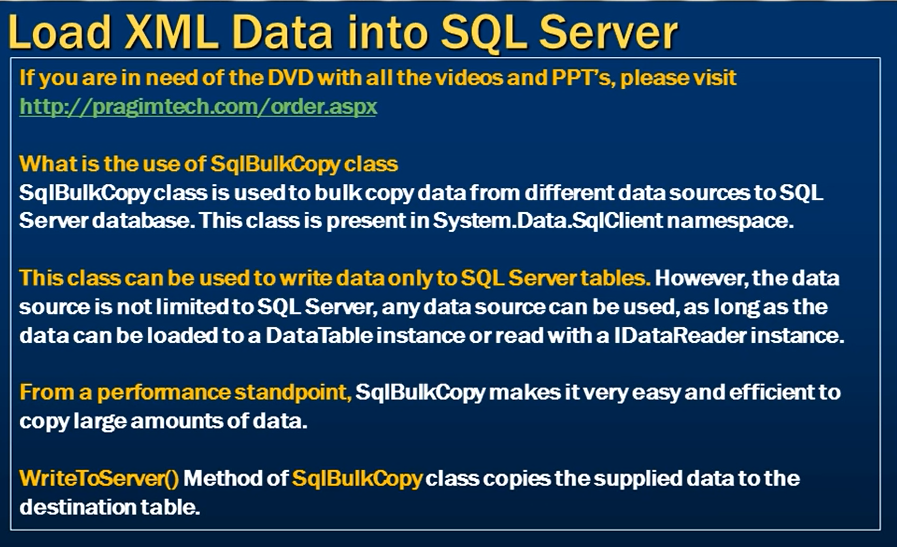 Load XML Data into SQL Server
If you are in need of the DVD with all the videos and PPT's, please visit
http://pragimtech.com/order.aspx
What is the use of SqlBulkCopy class
SqlBulkCopy class is used to bulk copy data from different data sources to SQL
Server database. This class is present in System.Data.SqlClient namespace.
This class can be used to write data only to SQL Server tables. However, the data
source is not limited to SQL Server, any data source can be used, as long as the
data can be loaded to a DataTable instance or read with a IDataReader instance.
From a performance standpoint, SqlBulkCopy makes it very easy and efficient to
copy large amounts of data.
WriteToServer() Method of SqlBulkCopy class copies the supplied data to the
destination table.